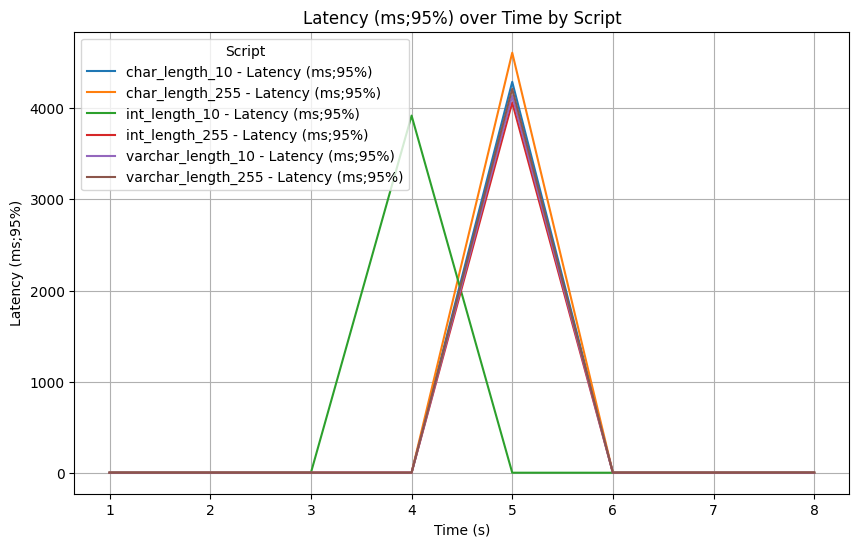 Latency (ms;95%) over Time by Script
Script
char_length_10 - Latency (ms;95%)
char_length_255 - Latency (ms;95%)
int_length_10 - Latency (ms;95%)
int_length_255 - Latency (ms;95%)
varchar_length_10 - Latency (ms;95%)
varchar_length_255 - Latency (ms;95%)
Latency (ms;95%)
4000
3000
2000
1000
0
1 2 3 4 5 6 7 8
Time (s)